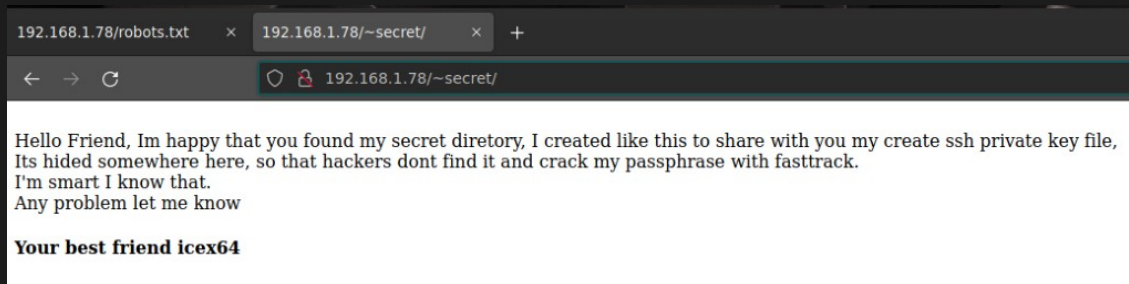 192.168.1.78/robots.txt × 192.168.1.78/~secret/ × +
192.168.1.78/~secret/
Hello Friend, Im happy that you found my secret diretory, I created like this to share with you my create ssh private key file,
Its hided somewhere here, so that hackers dont find it and crack my passphrase with fasttrack.
I'm smart I know that.
Any problem let me know
Your best friend icex64